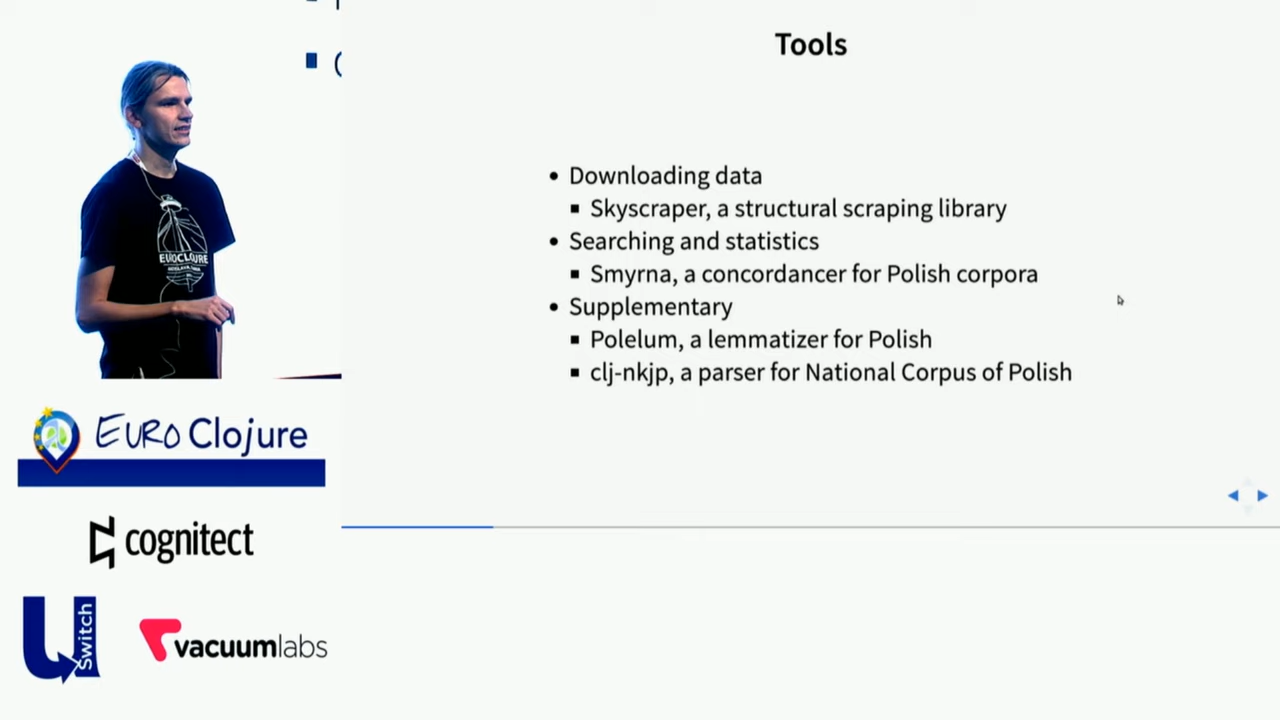 Tools
• Downloading data
▪ Skyscraper, a structural scraping library
• Searching and statistics
▪ Smyrna, a concordancer for Polish corpora
• Supplementary
▪ Polelum, a lemmatizer for Polish
▪ clj-nkjp, a parser for National Corpus of Polish
EUROCLOJURE
EURO Clojure
cognitect
uSwitch
vacuumlabs